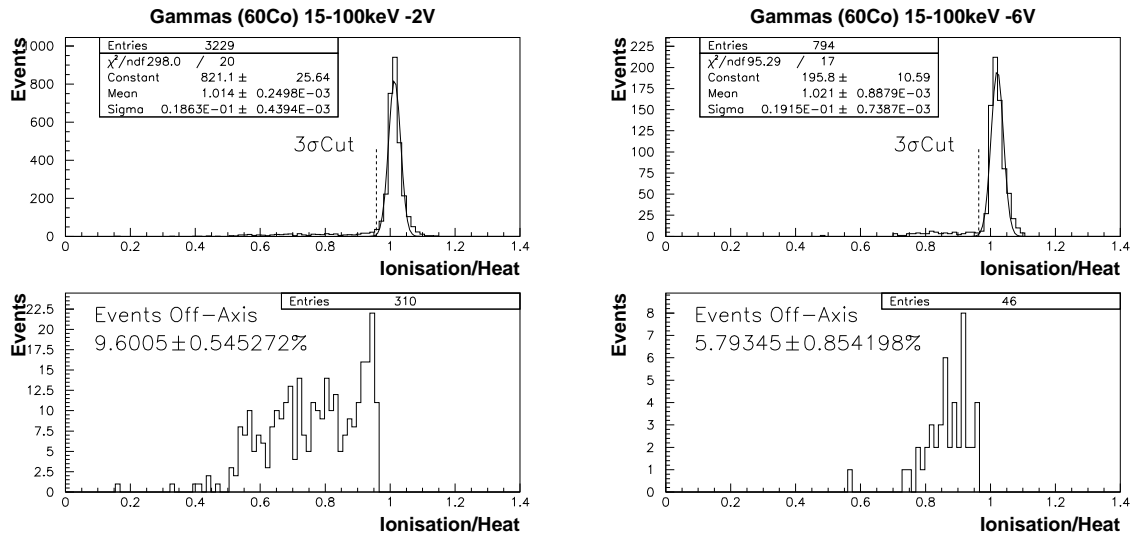 Gammas (60Co) 15-100keV -2V
Events
1000
800
600
400
200
0
Entries 3229
χ²/ndf 298.0 / 20
Constant 821.1 ± 25.64
Mean 1.014 ± 0.2498E-03
Sigma 0.1863E-01 ± 0.4394E-03
3σCut
0 0.2 0.4 0.6 0.8 1 1.2 1.4
Ionisation/Heat
Gammas (60Co) 15-100keV -6V
Events
225
200
175
150
125
100
75
50
25
0
Entries 794
χ²/ndf 95.29 / 17
Constant 195.8 ± 10.59
Mean 1.021 ± 0.8879E-03
Sigma 0.1915E-01 ± 0.7387E-03
3σCut
0 0.2 0.4 0.6 0.8 1 1.2 1.4
Ionisation/Heat
Events
22.5
20
17.5
15
12.5
10
7.5
5
2.5
0
Entries 310
Events Off-Axis
9.6005±0.545272%
0 0.2 0.4 0.6 0.8 1 1.2 1.4
Ionisation/Heat
Events
8
7
6
5
4
3
2
1
0
Entries 46
Events Off-Axis
5.79345±0.854198%
0 0.2 0.4 0.6 0.8 1 1.2 1.4
Ionisation/Heat